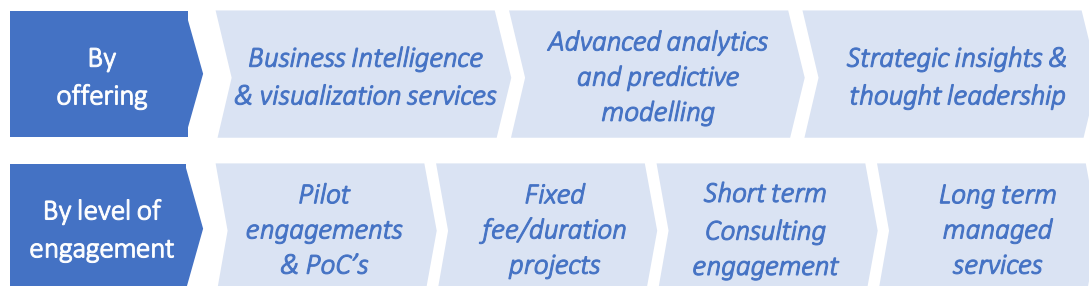 By
offering
Business Intelligence
& visualization services
Advanced analytics
and predictive
modelling
Strategic insights &
thought leadership
By level of
engagement
Pilot
engagements
& PoC’s
Fixed
fee/duration
projects
Short term
Consulting
engagement
Long term
managed
services